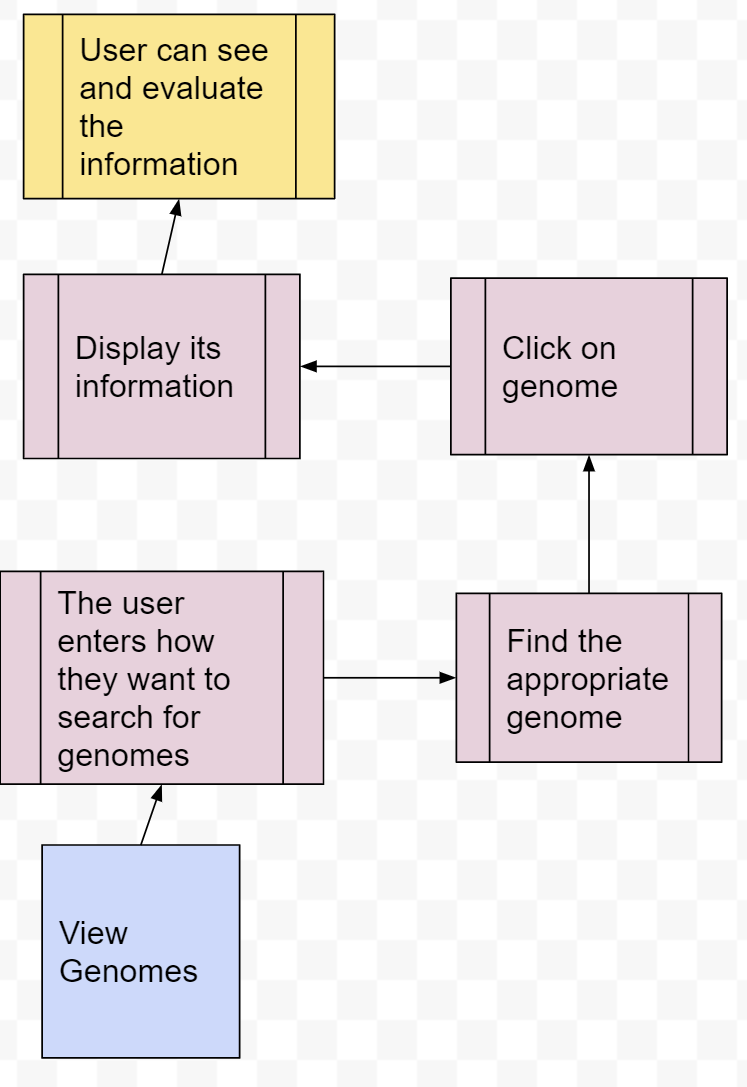 User can see
and evaluate
the
information
Display its
information
Click on
genome
The user
enters how
they want to
search for
genomes
Find the
appropriate
genome
View
Genomes